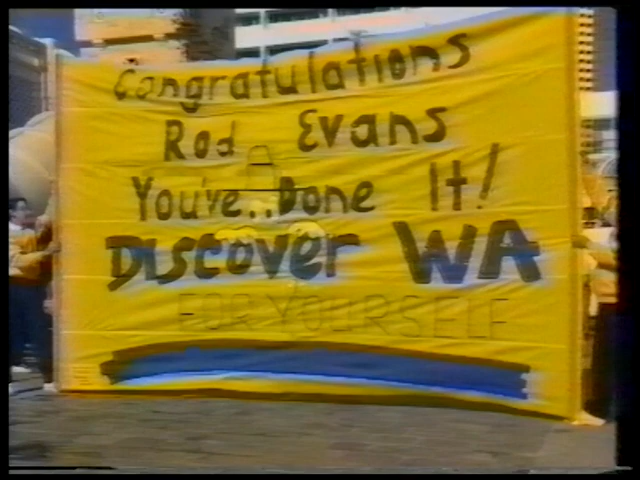 Congratulations
Rod Evans
You've..Done It!
DIscover WA
FOR YOURSELF